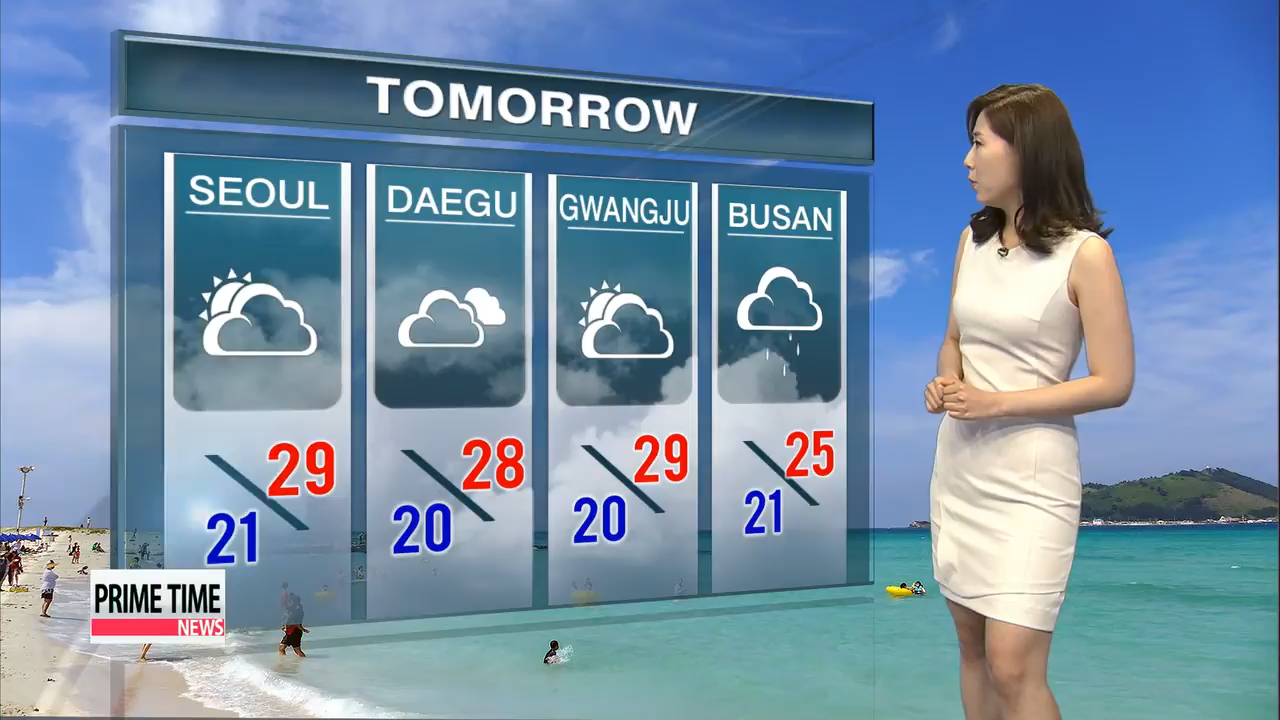 TOMORROW
SEOUL
29
21
DAEGU
28
20
GWANGJU
29
20
BUSAN
25
21
PRIME TIME
NEWS